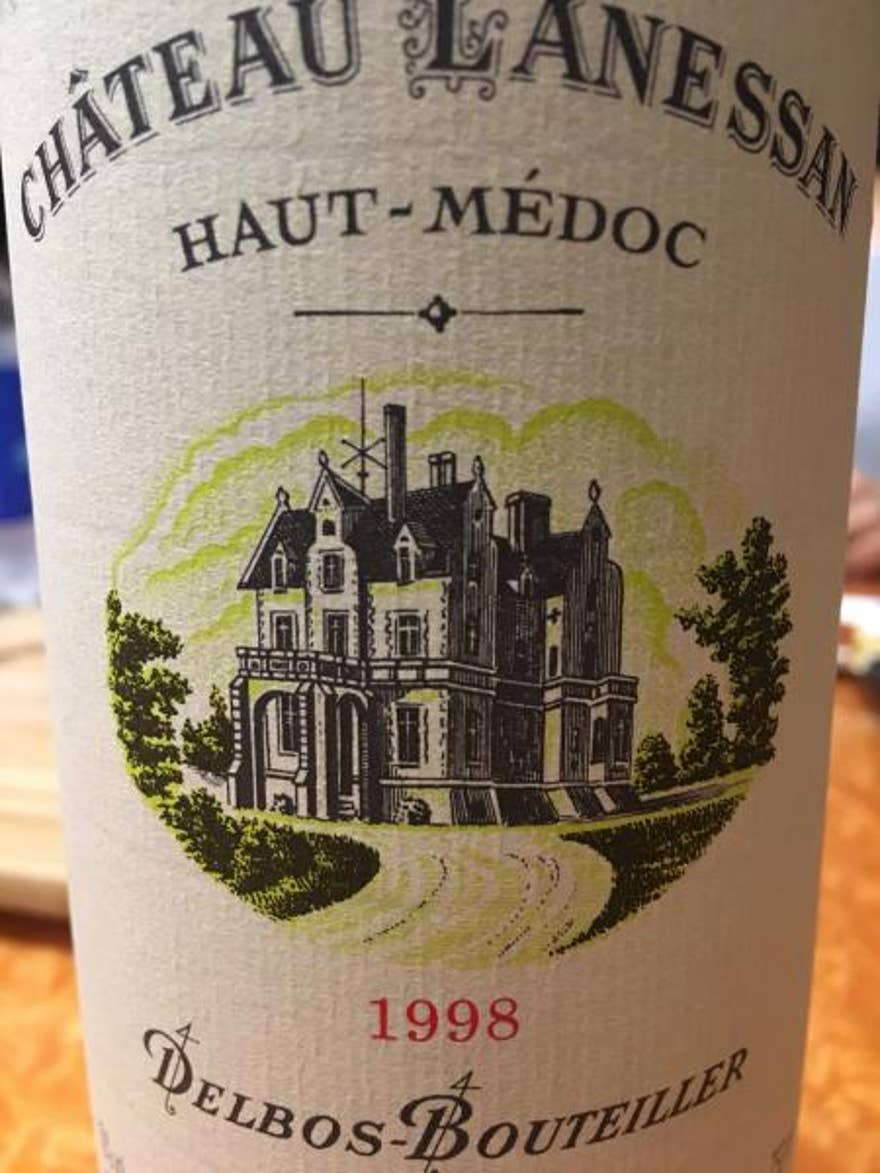 CHÂTEAU LANESSAN
HAUT-MÉDOC
1998
DELBOS-BOUTEILLER